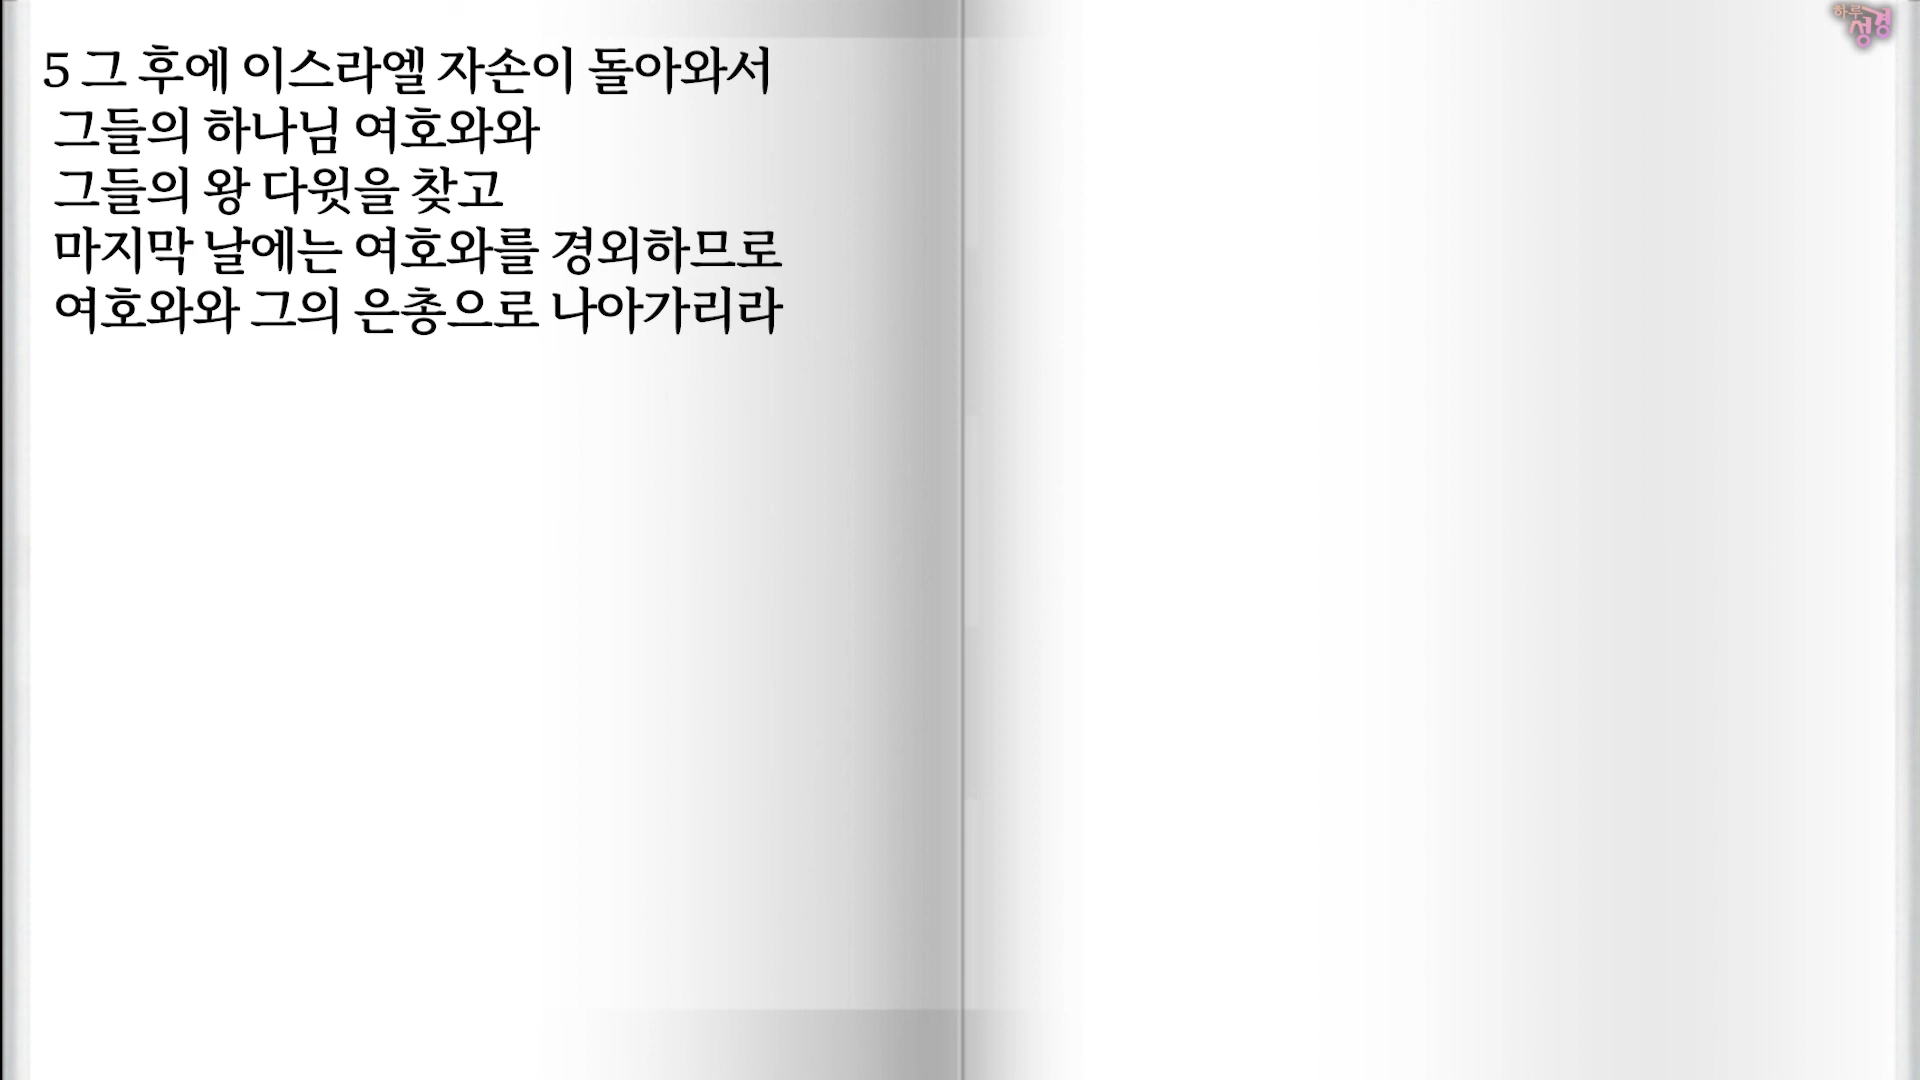 하루
성경
5 그 후에 이스라엘 자손이 돌아와서
그들의 하나님 여호와와
그들의 왕 다윗을 찾고
마지막 날에는 여호와를 경외하므로
여호와와 그의 은총으로 나아가리라